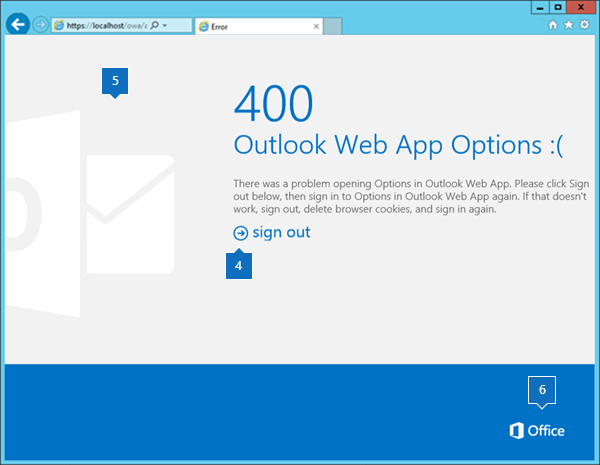 https://localhost/owa/a
Error
5
400
Outlook Web App Options :(
There was a problem opening Options in Outlook Web App. Please click Sign
out below, then sign in to Options in Outlook Web App again. If that doesn't
work, sign out, delete browser cookies, and sign in again.
sign out
4
6
Office